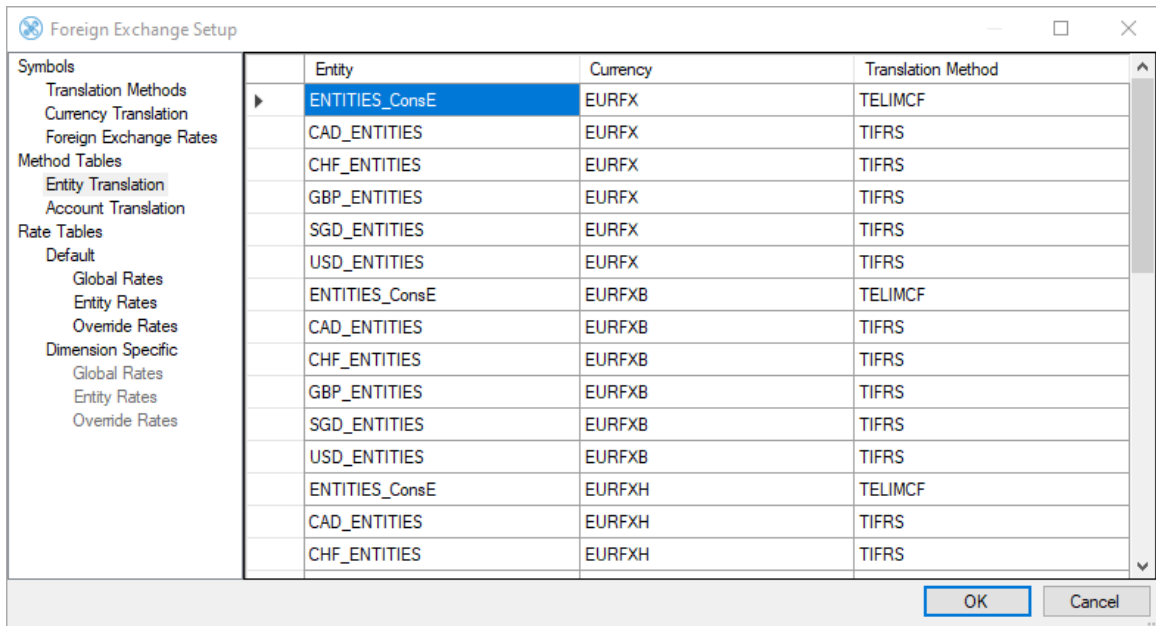 Foreign Exchange Setup
Symbols
Translation Methods
Currency Translation
Foreign Exchange Rates
Method Tables
Entity Translation
Account Translation
Rate Tables
Default
Global Rates
Entity Rates
Override Rates
Dimension Specific
Global Rates
Entity Rates
Override Rates
Entity Currency Translation Method
ENTITIES_ConsE EURFX TELIMCF
CAD_ENTITIES EURFX TIFRS
CHF_ENTITIES EURFX TIFRS
GBP_ENTITIES EURFX TIFRS
SGD_ENTITIES EURFX TIFRS
USD_ENTITIES EURFX TIFRS
ENTITIES_ConsE EURFXB TELIMCF
CAD_ENTITIES EURFXB TIFRS
CHF_ENTITIES EURFXB TIFRS
GBP_ENTITIES EURFXB TIFRS
SGD_ENTITIES EURFXB TIFRS
USD_ENTITIES EURFXB TIFRS
ENTITIES_ConsE EURFXH TELIMCF
CAD_ENTITIES EURFXH TIFRS
CHF_ENTITIES EURFXH TIFRS
OK Cancel